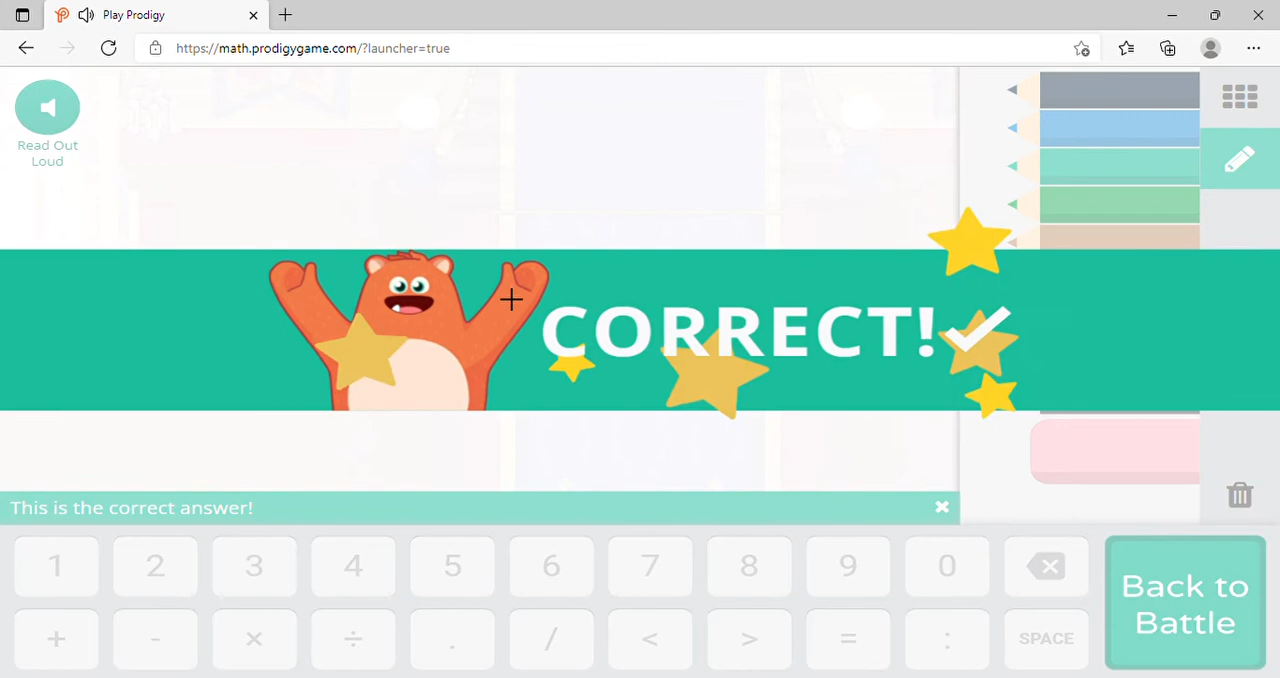 Play Prodigy
https://math.prodigygame.com/?launcher=true
Read Out
Loud
CORRECT!
This is the correct answer!
1 2 3 4 5 6 7 8 9 0
+ - × ÷ . / < > = : SPACE
Back to
Battle